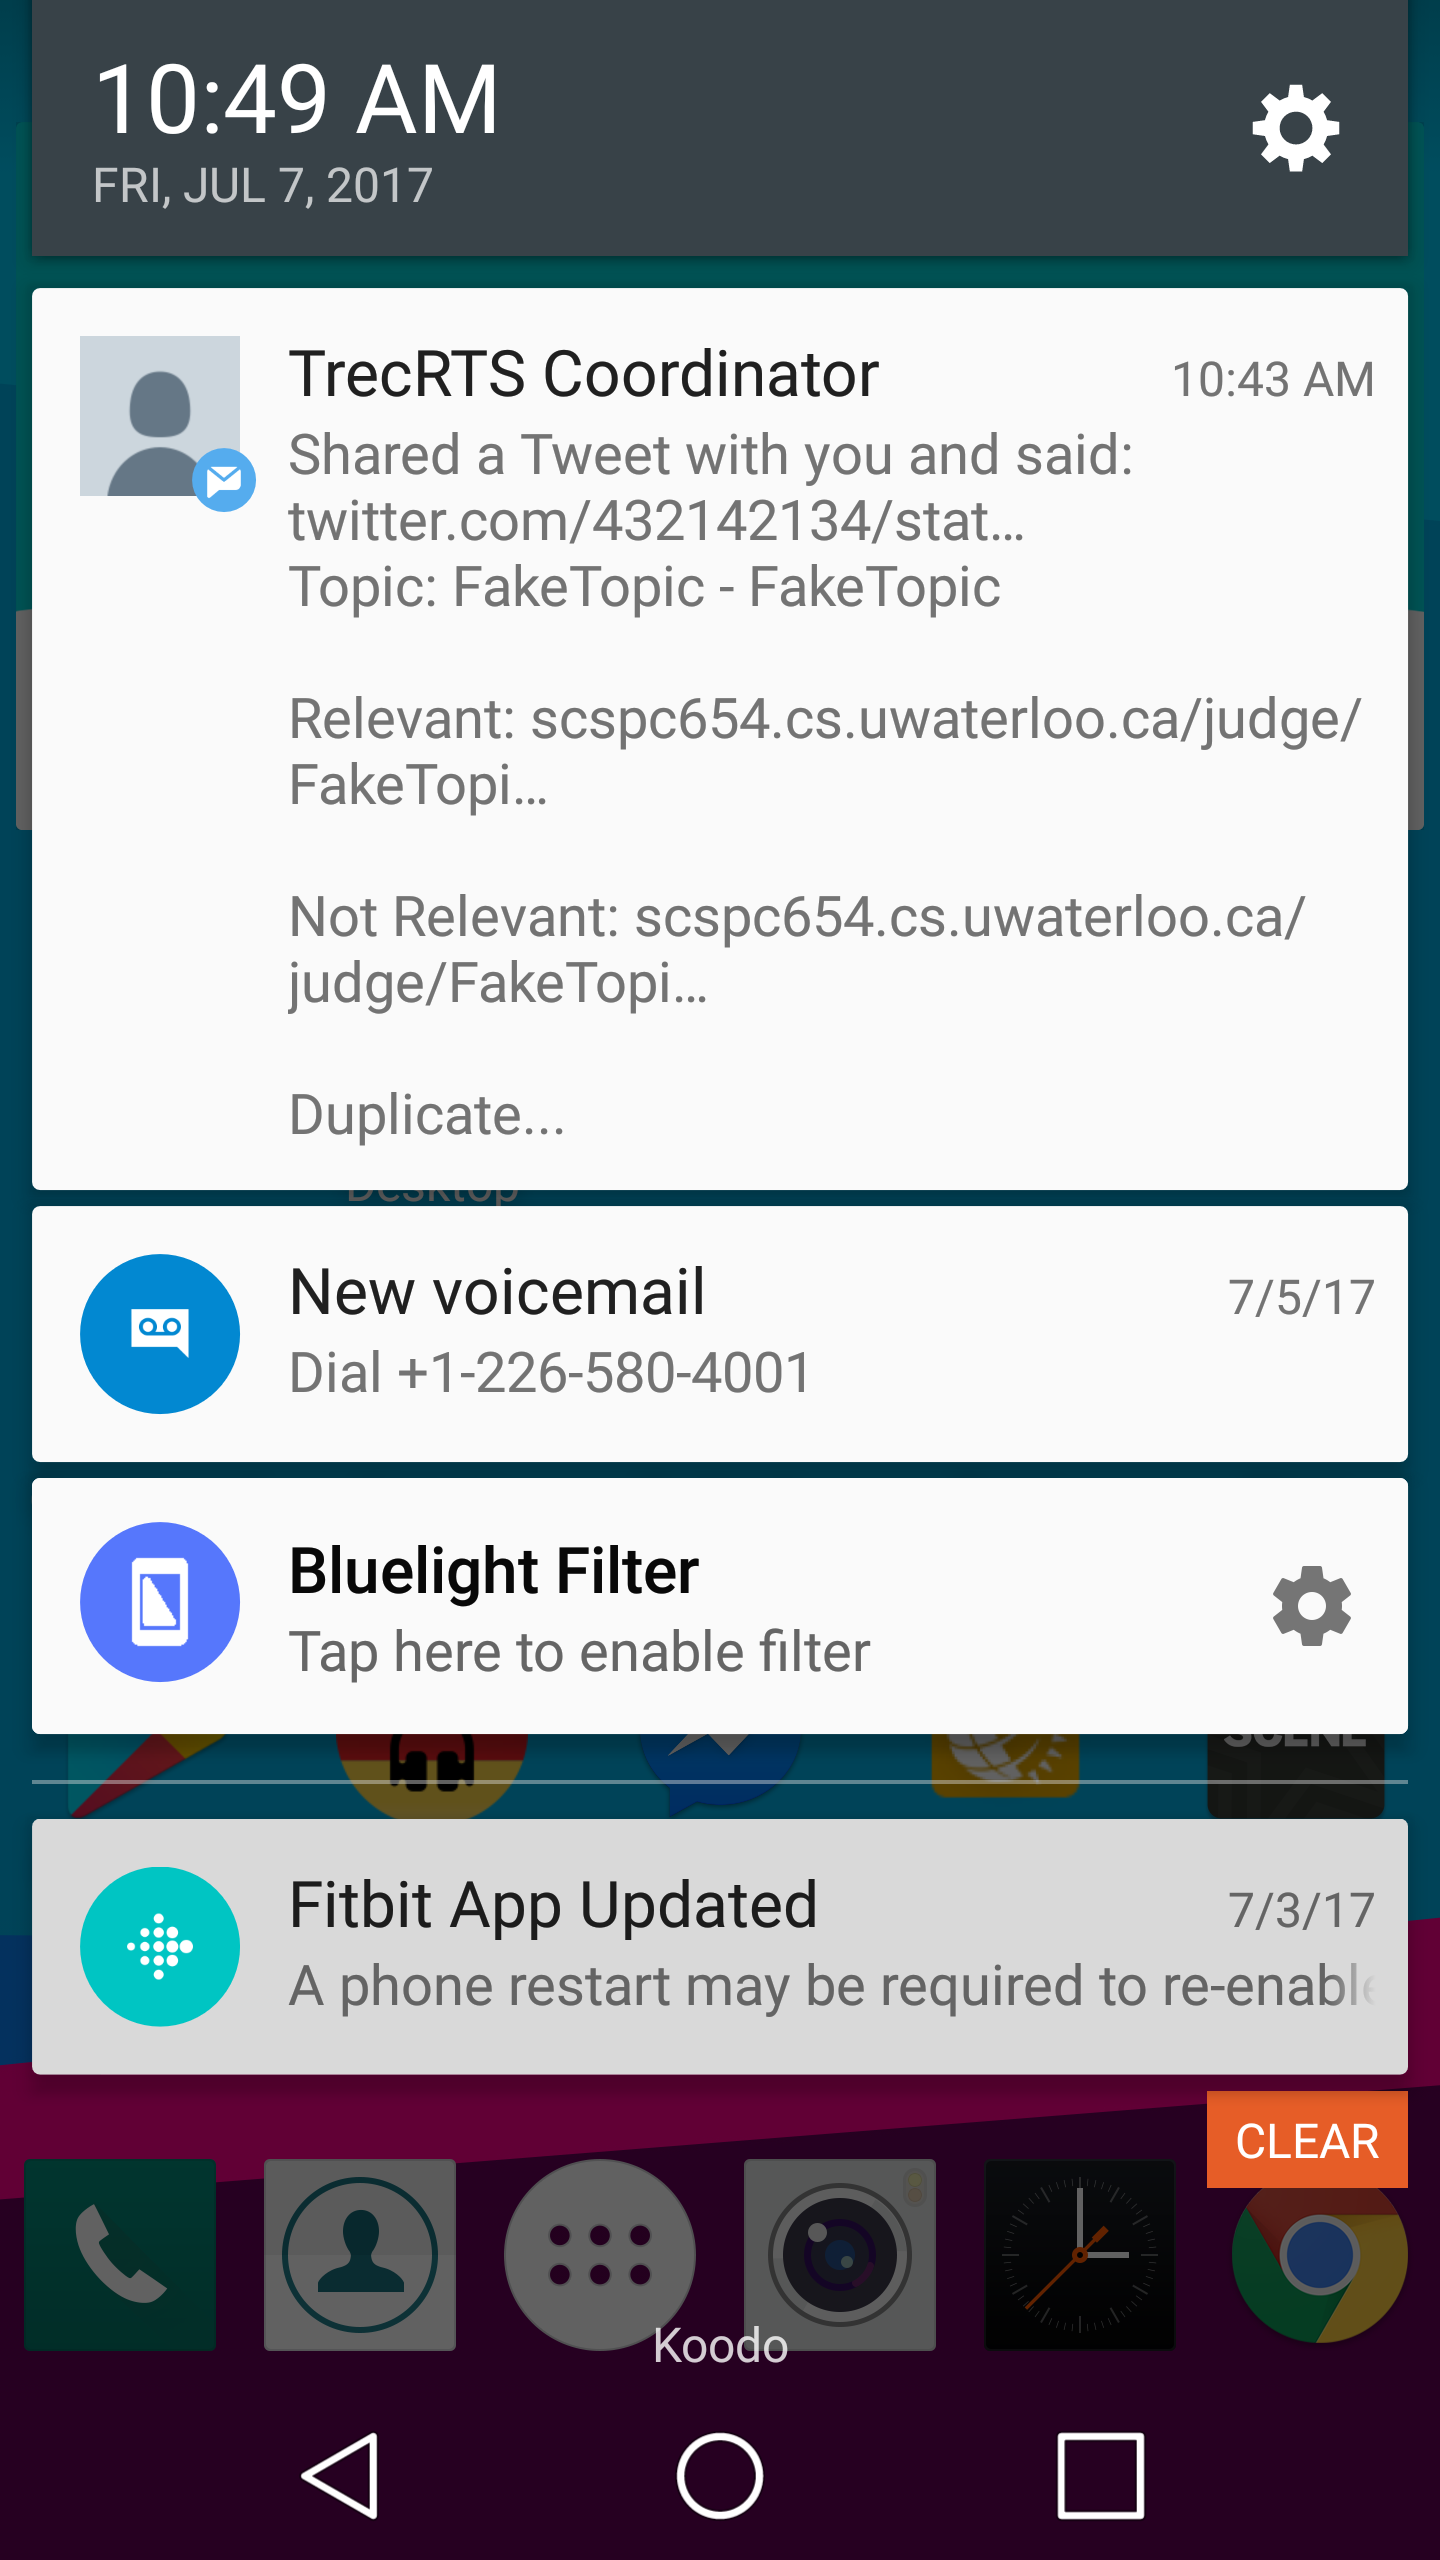 10:49 AM
FRI, JUL 7, 2017
TrecRTS Coordinator
10:43 AM
Shared a Tweet with you and said:
twitter.com/432142134/stat…
Topic: FakeTopic - FakeTopic
Relevant: scspc654.cs.uwaterloo.ca/judge/
FakeTopi…
Not Relevant: scspc654.cs.uwaterloo.ca/
judge/FakeTopi…
Duplicate...
Desktop
New voicemail
7/5/17
Dial +1-226-580-4001
Bluelight Filter
Tap here to enable filter
SCENE
Fitbit App Updated
7/3/17
A phone restart may be required to re-enable
CLEAR
Koodo